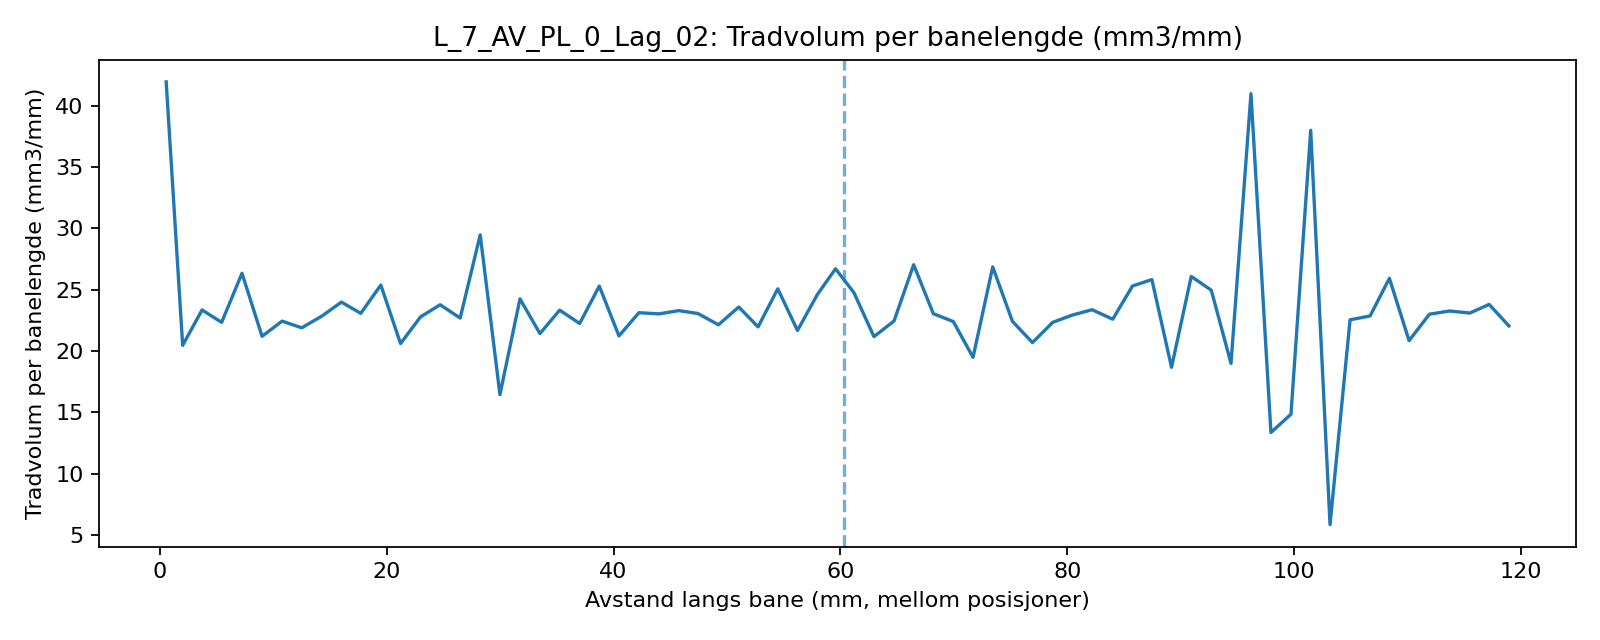 L_7_AV_PL_0_Lag_02: Tradvolum per banelengde (mm3/mm)
Tradvolum per banelengde (mm3/mm)
40
35
30
25
20
15
10
5
0 20 40 60 80 100 120
Avstand langs bane (mm, mellom posisjoner)